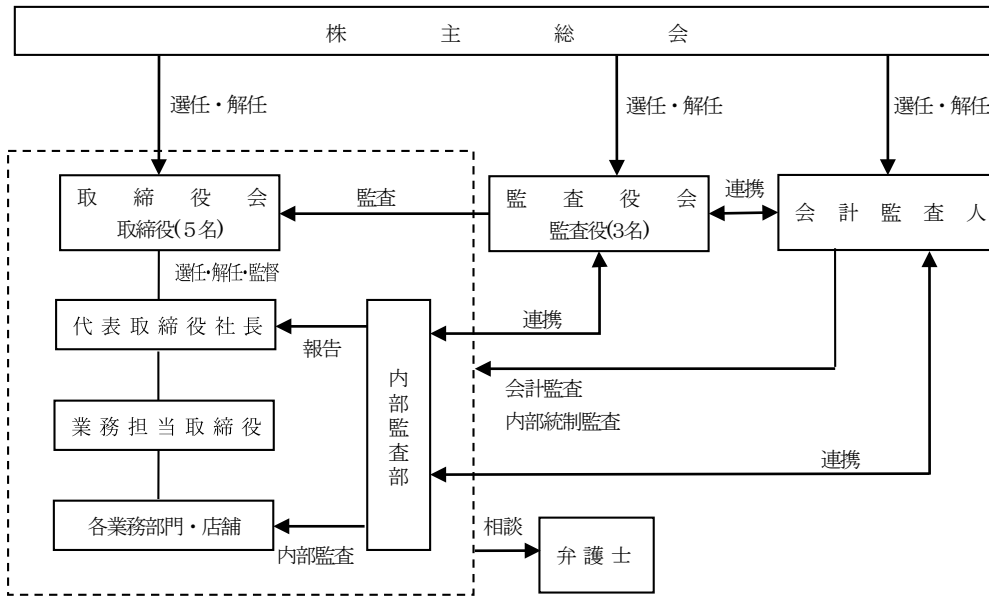 株主総会
選任・解任
選任・解任
選任・解任
取締役会
取締役(5名)
監査
監査役会
監査役(3名)
連携
会計監査人
選任・解任・監督
代表取締役社長
報告
内部監査部
連携
会計監査
内部統制監査
業務担当取締役
連携
各業務部門・店舗
内部監査
相談
弁護士